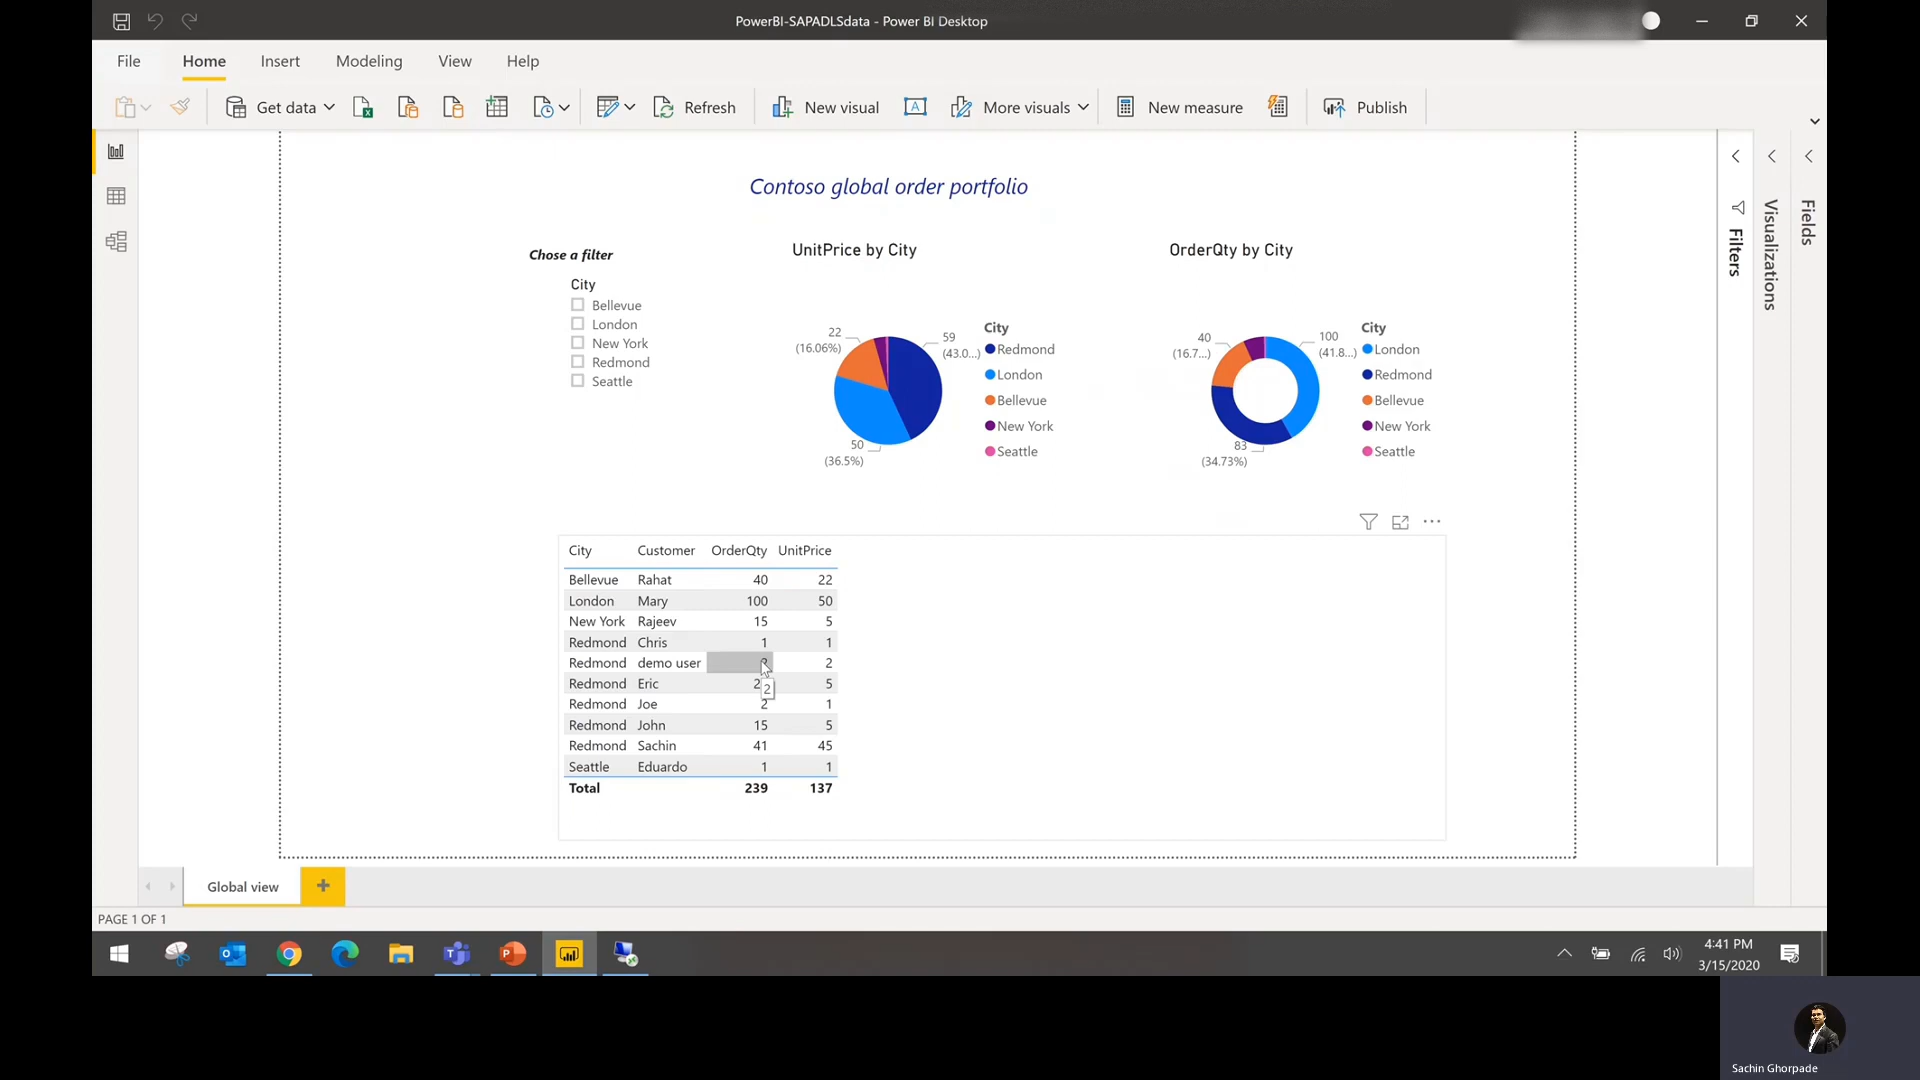 PowerBI-SAPADLSdata - Power BI Desktop
File Home Insert Modeling View Help
Get data Refresh New visual A More visuals New measure Publish
Contoso global order portfolio
Chose a filter
City
Bellevue
London
New York
Redmond
Seattle
UnitPrice by City
22
(16.06%)
59
(43.0...)
50
(36.5%)
City
Redmond
London
Bellevue
New York
Seattle
OrderQty by City
40
(16.7...)
100
(41.8...)
83
(34.73%)
City
London
Redmond
Bellevue
New York
Seattle
Filters
Visualizations
Fields
City Customer OrderQty UnitPrice
Bellevue Rahat 40 22
London Mary 100 50
New York Rajeev 15 5
Redmond Chris 1 1
Redmond demo user 2
2
Redmond Eric 5
Redmond Joe 2 1
Redmond John 15 5
Redmond Sachin 41 45
Seattle Eduardo 1 1
Total 239 137
Global view
PAGE 1 OF 1
4:41 PM
3/15/2020
Sachin Ghorpade